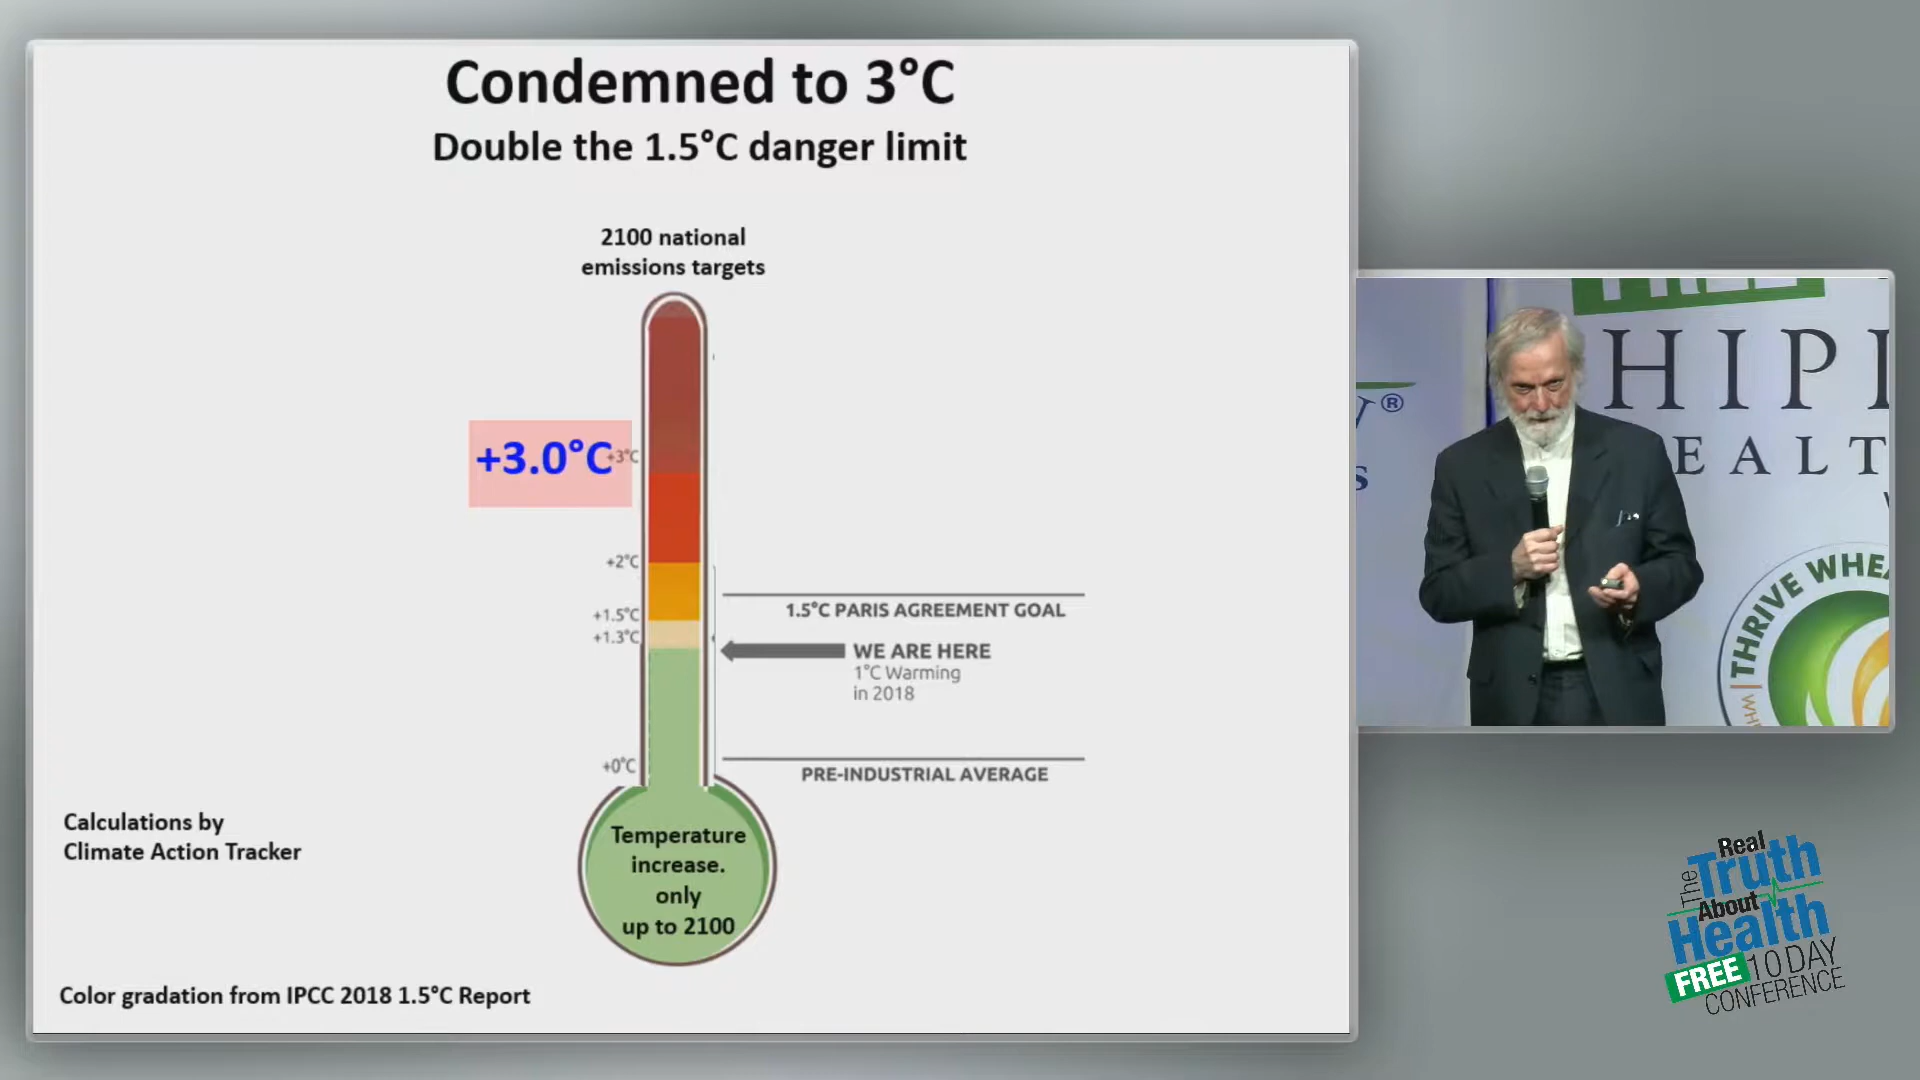 Condemned to 3°C
Double the 1.5°C danger limit
2100 national
emissions targets
+3.0°C
+3°C
+2°C
+1.5°C
+1.3°C
+0°C
1.5°C PARIS AGREEMENT GOAL
WE ARE HERE
1°C Warming
in 2018
PRE-INDUSTRIAL AVERAGE
Temperature
increase.
only
up to 2100
Calculations by
Climate Action Tracker
Color gradation from IPCC 2018 1.5°C Report
HIP
EALT
®
s
THRIVE WHE
The Real
Truth
About
Health
FREE 10 DAY
CONFERENCE